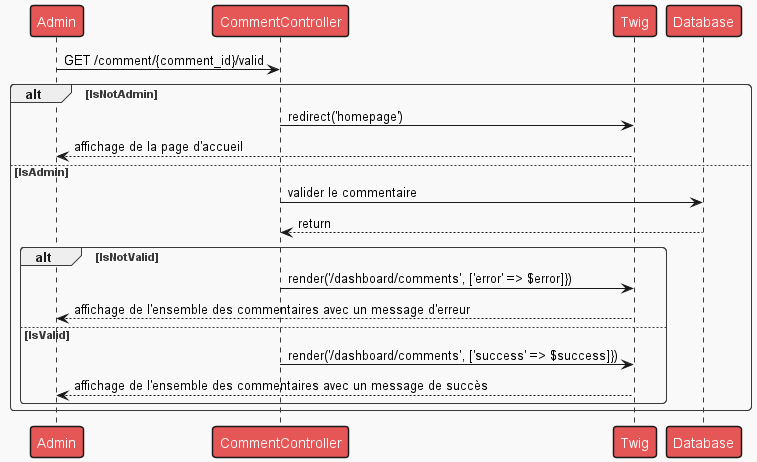 Admin CommentController Twig Database
GET /comment/{comment_id}/valid
alt [IsNotAdmin]
redirect('homepage')
affichage de la page d'accueil
[IsAdmin]
valider le commentaire
return
alt [IsNotValid]
render('/dashboard/comments', ['error' => $error]})
affichage de l'ensemble des commentaires avec un message d'erreur
[IsValid]
render('/dashboard/comments', ['success' => $success]})
affichage de l'ensemble des commentaires avec un message de succès
Admin CommentController Twig Database